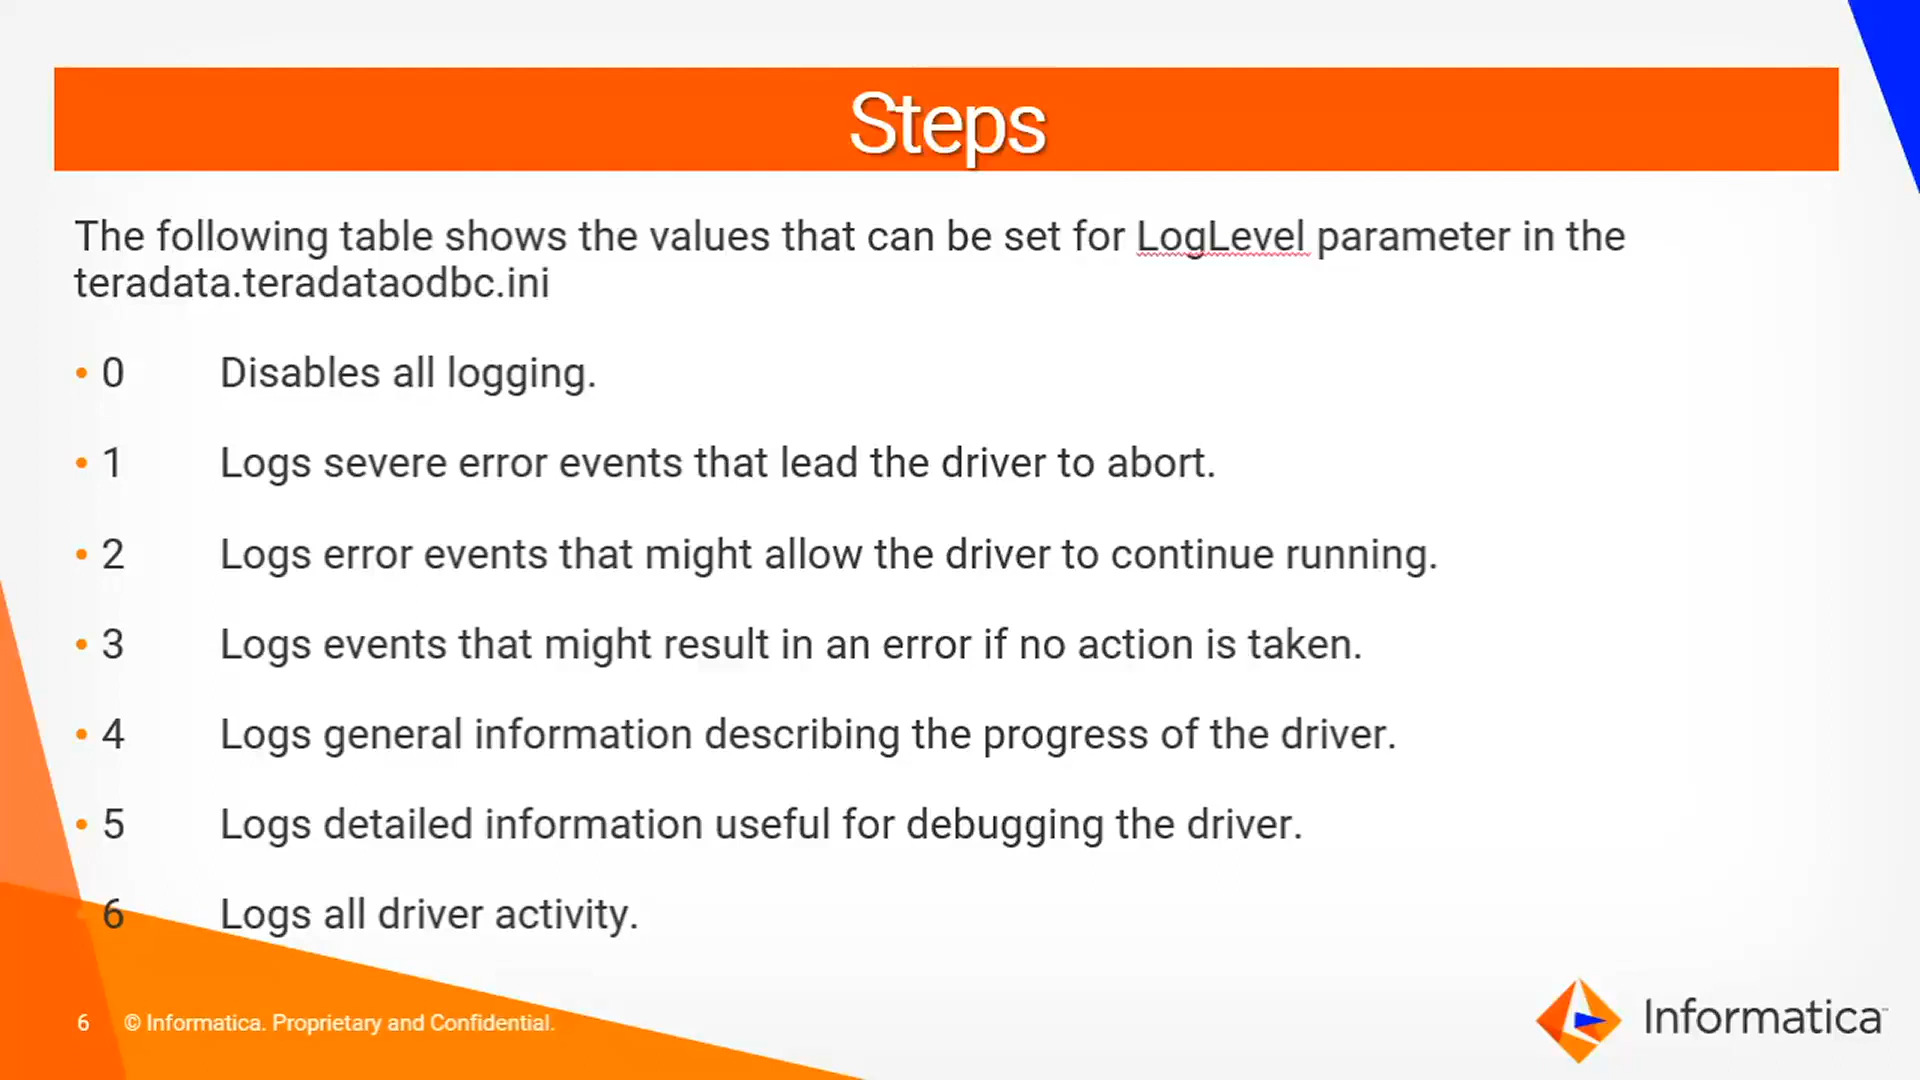 Steps
The following table shows the values that can be set for LogLevel parameter in the
teradata.teradataodbc.ini
• 0 Disables all logging.
• 1 Logs severe error events that lead the driver to abort.
• 2 Logs error events that might allow the driver to continue running.
• 3 Logs events that might result in an error if no action is taken.
• 4 Logs general information describing the progress of the driver.
• 5 Logs detailed information useful for debugging the driver.
• 6 Logs all driver activity.
6 © Informatica. Proprietary and Confidential.
Informatica